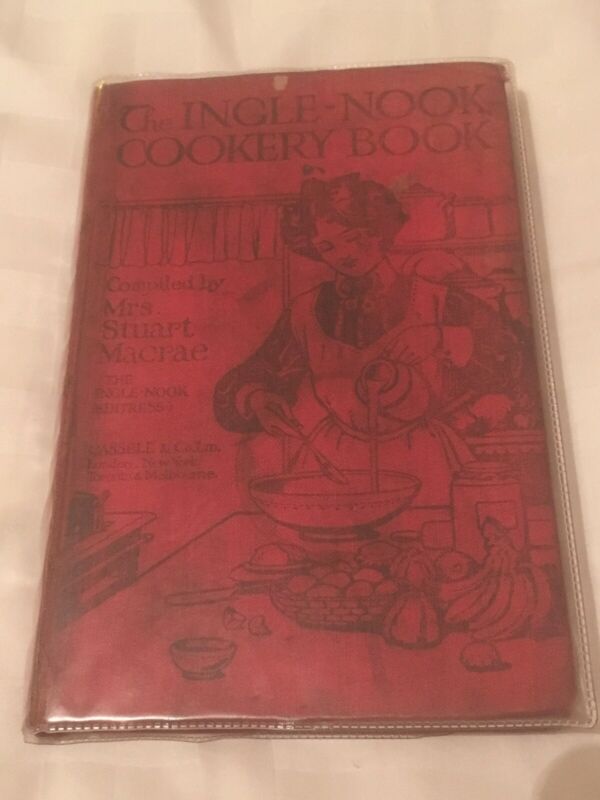 The INGLE-NOOK
COOKERY BOOK
Compiled by
Mrs.
Stuart
Macrae
(THE
INGLE-NOOK
EDITRESS)
CASSELL & Co., LTD.
London, New York,
Toronto & Melbourne.